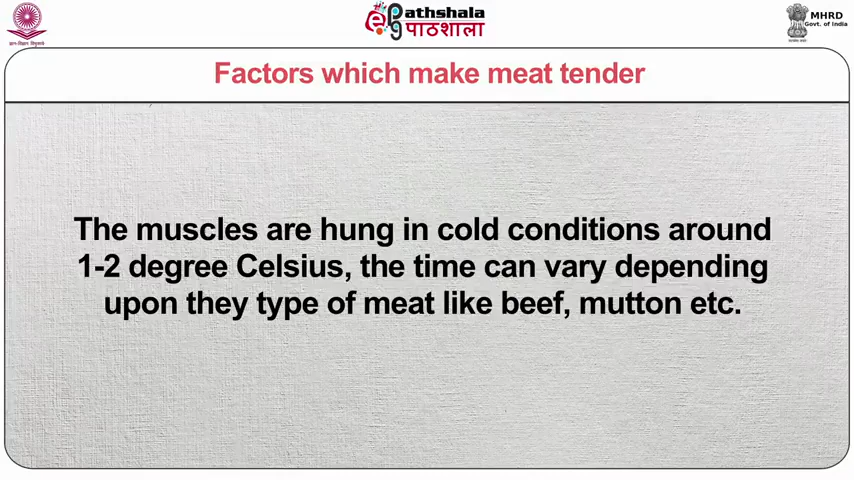 Pathshala
पाठशाला
MHRD
Govt. of India
Factors which make meat tender
The muscles are hung in cold conditions around
1-2 degree Celsius, the time can vary depending
upon they type of meat like beef, mutton etc.